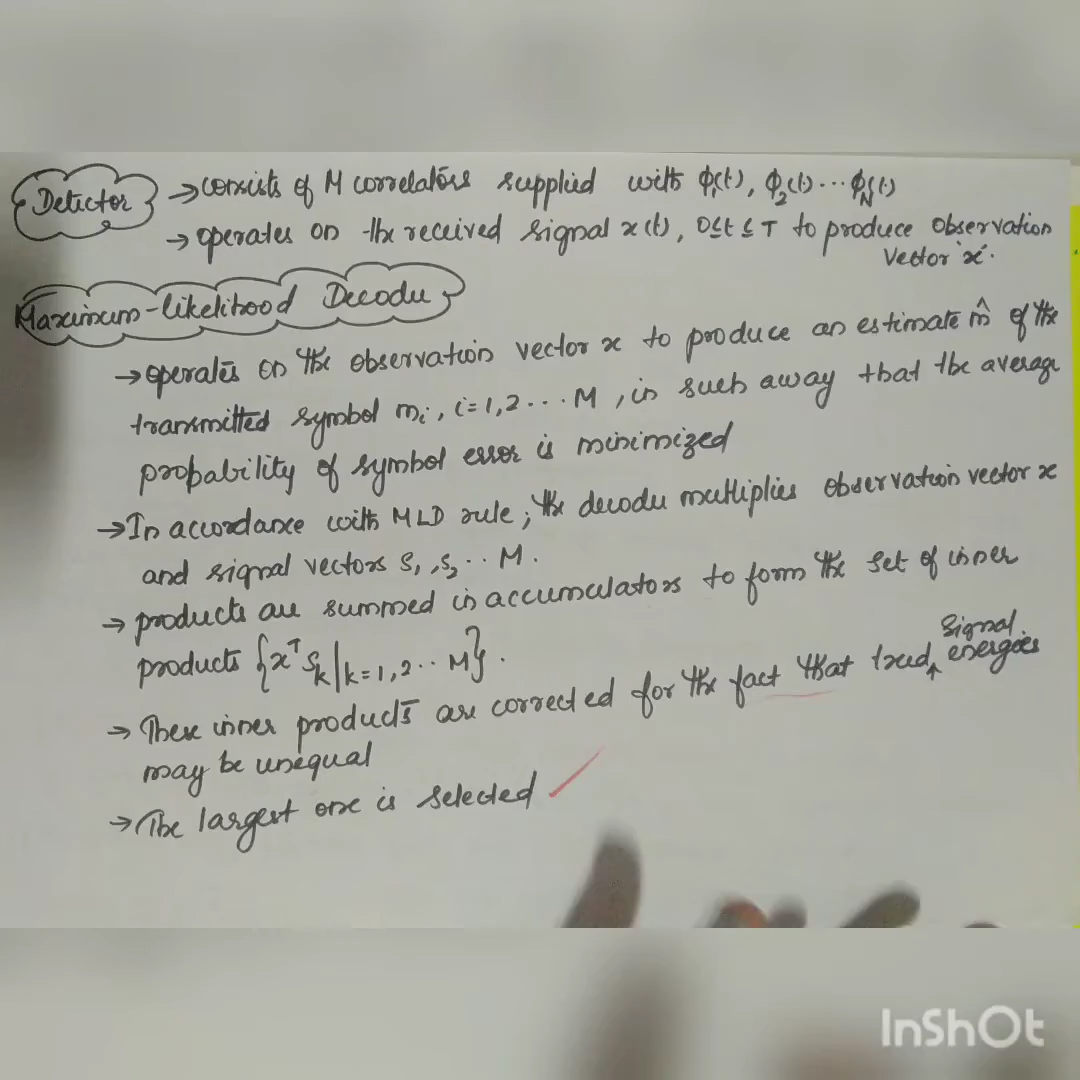 Detector → consists of M correlators supplied with ϕ₁(t), ϕ₂(t)...ϕN(t)
→ operates on the received signal x(t), 0≤t≤T to produce observation
vector 'x'.
Maximum-likelihood Decoder
→ operates on the observation vector x to produce an estimate m̂ of the
transmitted symbol mᵢ, i=1,2...M, in such away that the average
probability of symbol error is minimized
→ In accordance with MLD rule, the decoder multiplies observation vector x
and signal vectors S₁, S₂.. M.
→ products are summed in accumulators to form the set of inner
products {xᵀSk | k=1,2..M}.
→ These inner products are corrected for the fact that signal energies
may be unequal
→ The largest one is selected ✓
InShOt